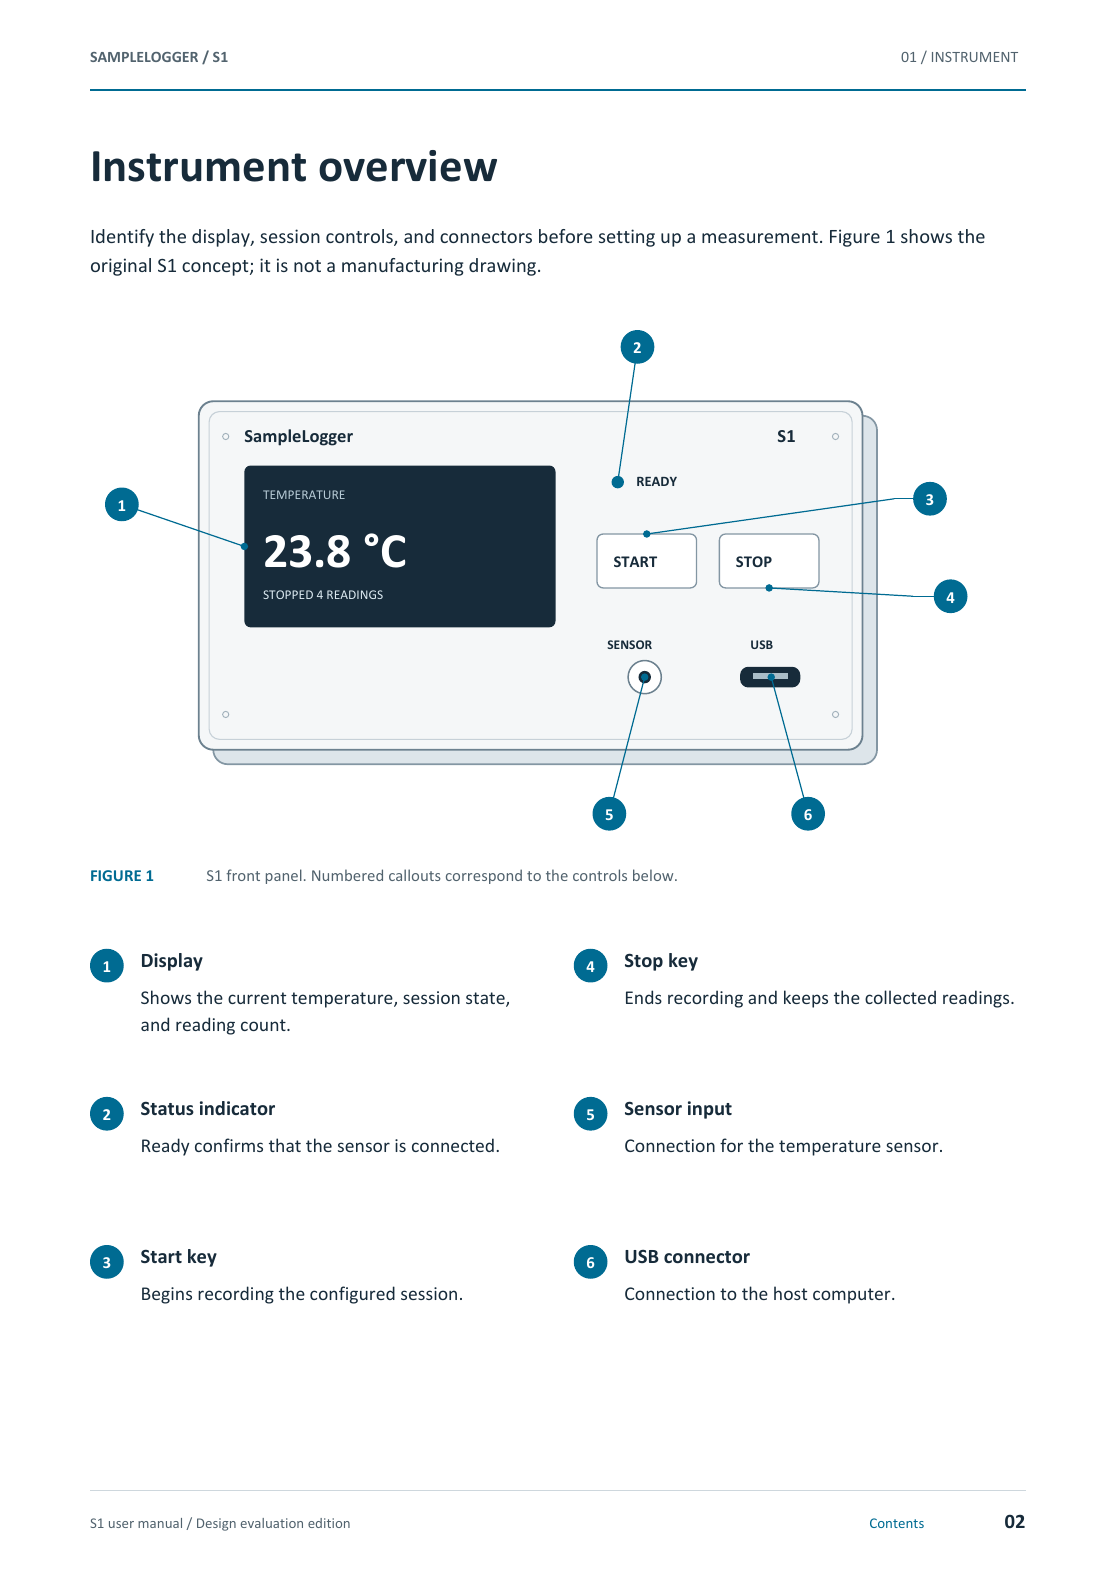 SAMPLELOGGER / S1
01 / INSTRUMENT
Instrument overview
Identify the display, session controls, and connectors before setting up a measurement. Figure 1 shows the
original S1 concept; it is not a manufacturing drawing.
2
SampleLogger
S1
1
TEMPERATURE
READY
3
23.8 °C
START
STOP
STOPPED 4 READINGS
4
SENSOR
USB
5
6
FIGURE 1
S1 front panel. Numbered callouts correspond to the controls below.
1
Display
Shows the current temperature, session state,
and reading count.
2
Status indicator
Ready confirms that the sensor is connected.
3
Start key
Begins recording the configured session.
4
Stop key
Ends recording and keeps the collected readings.
5
Sensor input
Connection for the temperature sensor.
6
USB connector
Connection to the host computer.
S1 user manual / Design evaluation edition
Contents
02